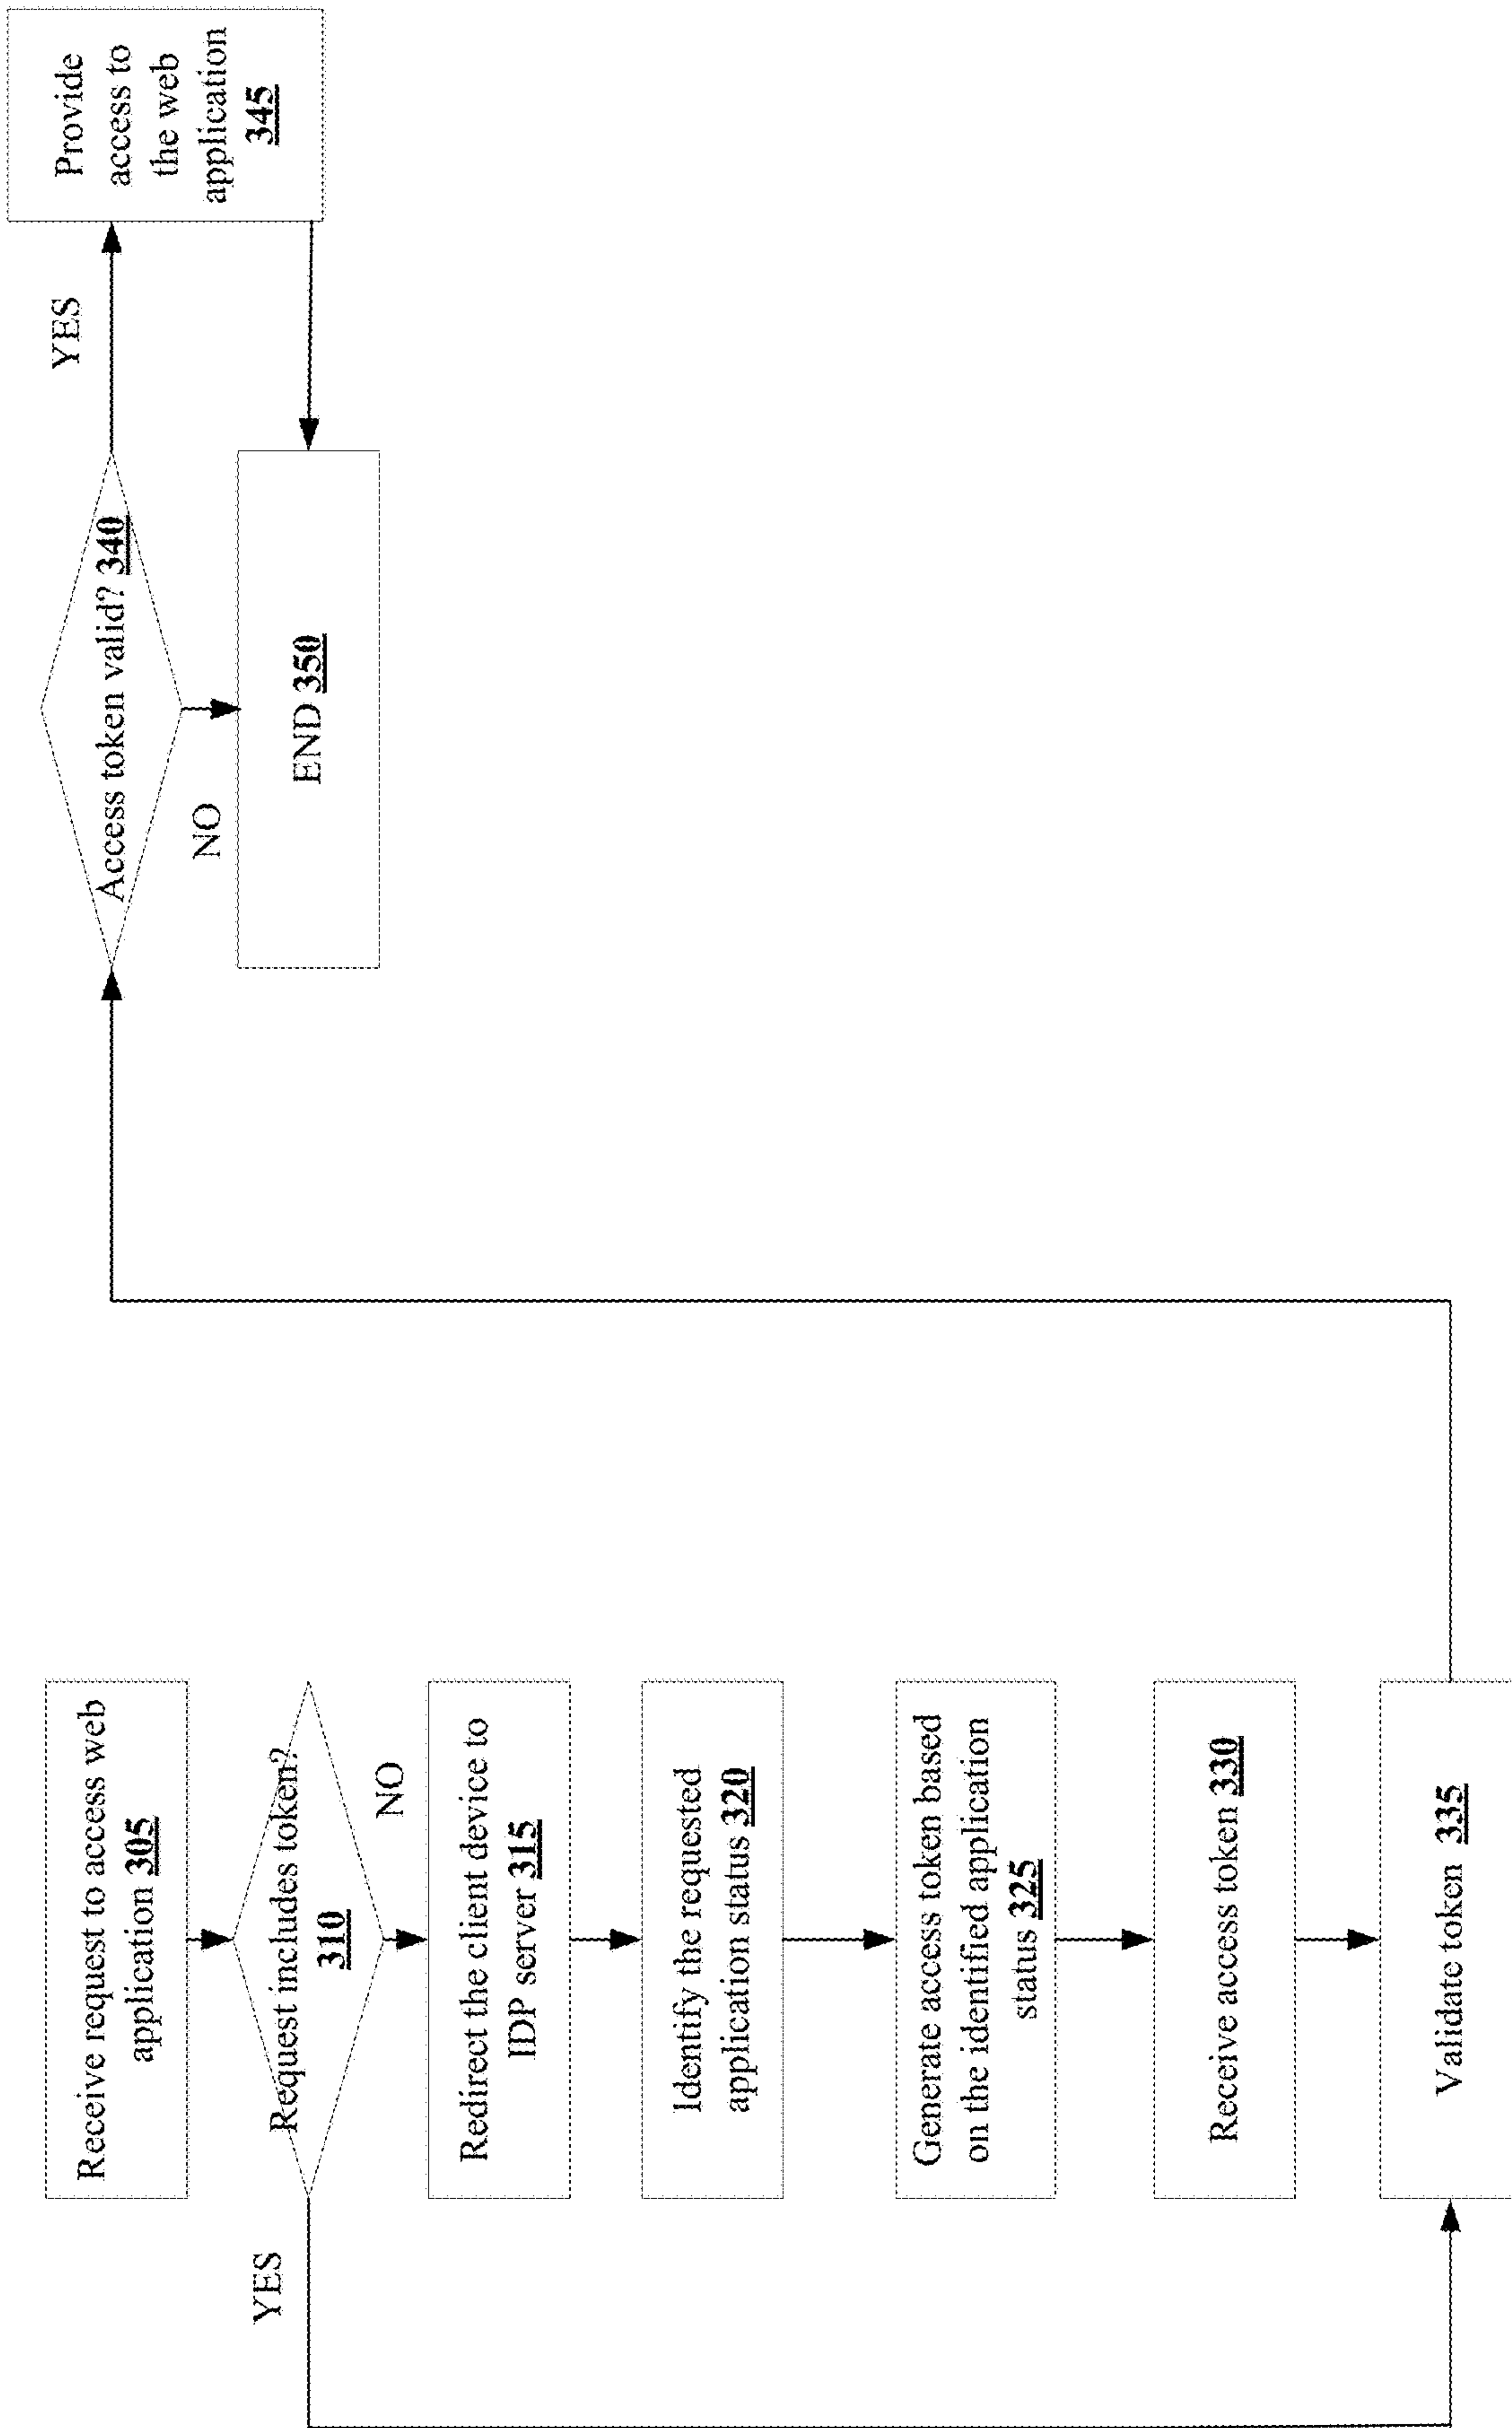 Receive request to access web
application 305
Request includes token?
310
YES
NO
Redirect the client device to
IDP server 315
Identify the requested
application status 320
Generate access token based
on the identified application
status 325
Receive access token 330
Validate token 335
Access token valid? 340
YES
NO
Provide
access to
the web
application
345
END 350